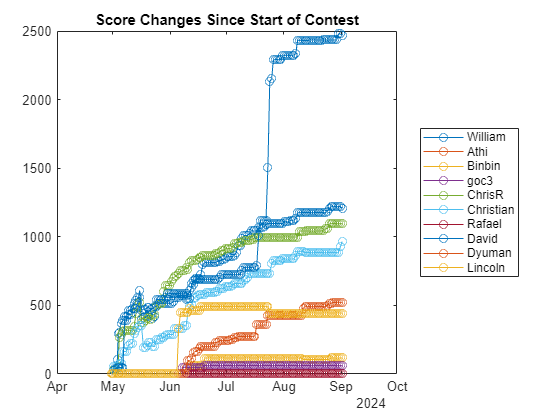 Score Changes Since Start of Contest
2500
2000
1500
1000
500
0
Apr May Jun Jul Aug Sep Oct
2024
William
Athi
Binbin
goc3
ChrisR
Christian
Rafael
David
Dyuman
Lincoln